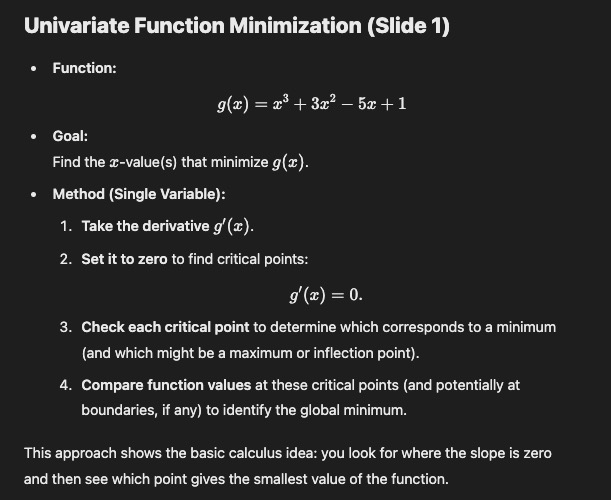 Univariate Function Minimization (Slide 1)
• Function:
g(x) = x³ + 3x² − 5x + 1
• Goal:
Find the x-value(s) that minimize g(x).
• Method (Single Variable):
1. Take the derivative g′(x).
2. Set it to zero to find critical points:
g′(x) = 0.
3. Check each critical point to determine which corresponds to a minimum
(and which might be a maximum or inflection point).
4. Compare function values at these critical points (and potentially at
boundaries, if any) to identify the global minimum.
This approach shows the basic calculus idea: you look for where the slope is zero
and then see which point gives the smallest value of the function.